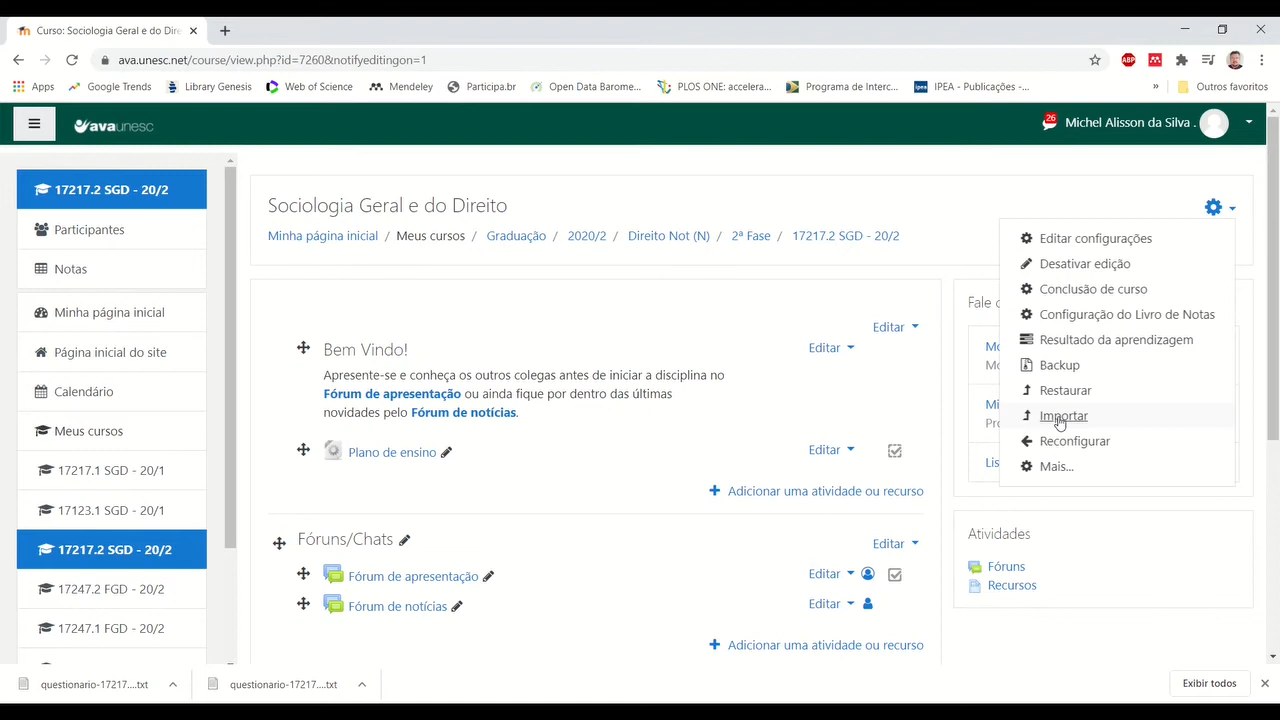 Curso: Sociologia Geral e do Dire
ava.unesc.net/course/view.php?id=7260&notifyeditingon=1
ABP
Apps
Google Trends
Library Genesis
Web of Science
Mendeley
Participa.br
Open Data Barome...
PLOS ONE: accelera...
Programa de Interc...
ipea
IPEA - Publicações -...
»
Outros favoritos
avaunesc
26
Michel Alisson da Silva .
17217.2 SGD - 20/2
Participantes
Notas
Minha página inicial
Página inicial do site
Calendário
Meus cursos
17217.1 SGD - 20/1
17123.1 SGD - 20/1
17217.2 SGD - 20/2
17247.2 FGD - 20/2
17247.1 FGD - 20/2
Sociologia Geral e do Direito
Minha página inicial / Meus cursos / Graduação / 2020/2 / Direito Not (N) / 2ª Fase / 17217.2 SGD - 20/2
Editar
Bem Vindo!
Editar
Apresente-se e conheça os outros colegas antes de iniciar a disciplina no
Fórum de apresentação ou ainda fique por dentro das últimas
novidades pelo Fórum de notícias.
Plano de ensino
Editar
Adicionar uma atividade ou recurso
Fóruns/Chats
Editar
Fórum de apresentação
Editar
Fórum de notícias
Editar
Adicionar uma atividade ou recurso
Editar configurações
Desativar edição
Conclusão de curso
Configuração do Livro de Notas
Resultado da aprendizagem
Backup
Restaurar
Importar
Reconfigurar
Mais...
Fale c
Mo
Mo
Mi
Pro
Lis
Atividades
Fóruns
Recursos
questionario-17217....txt
questionario-17217....txt
Exibir todos